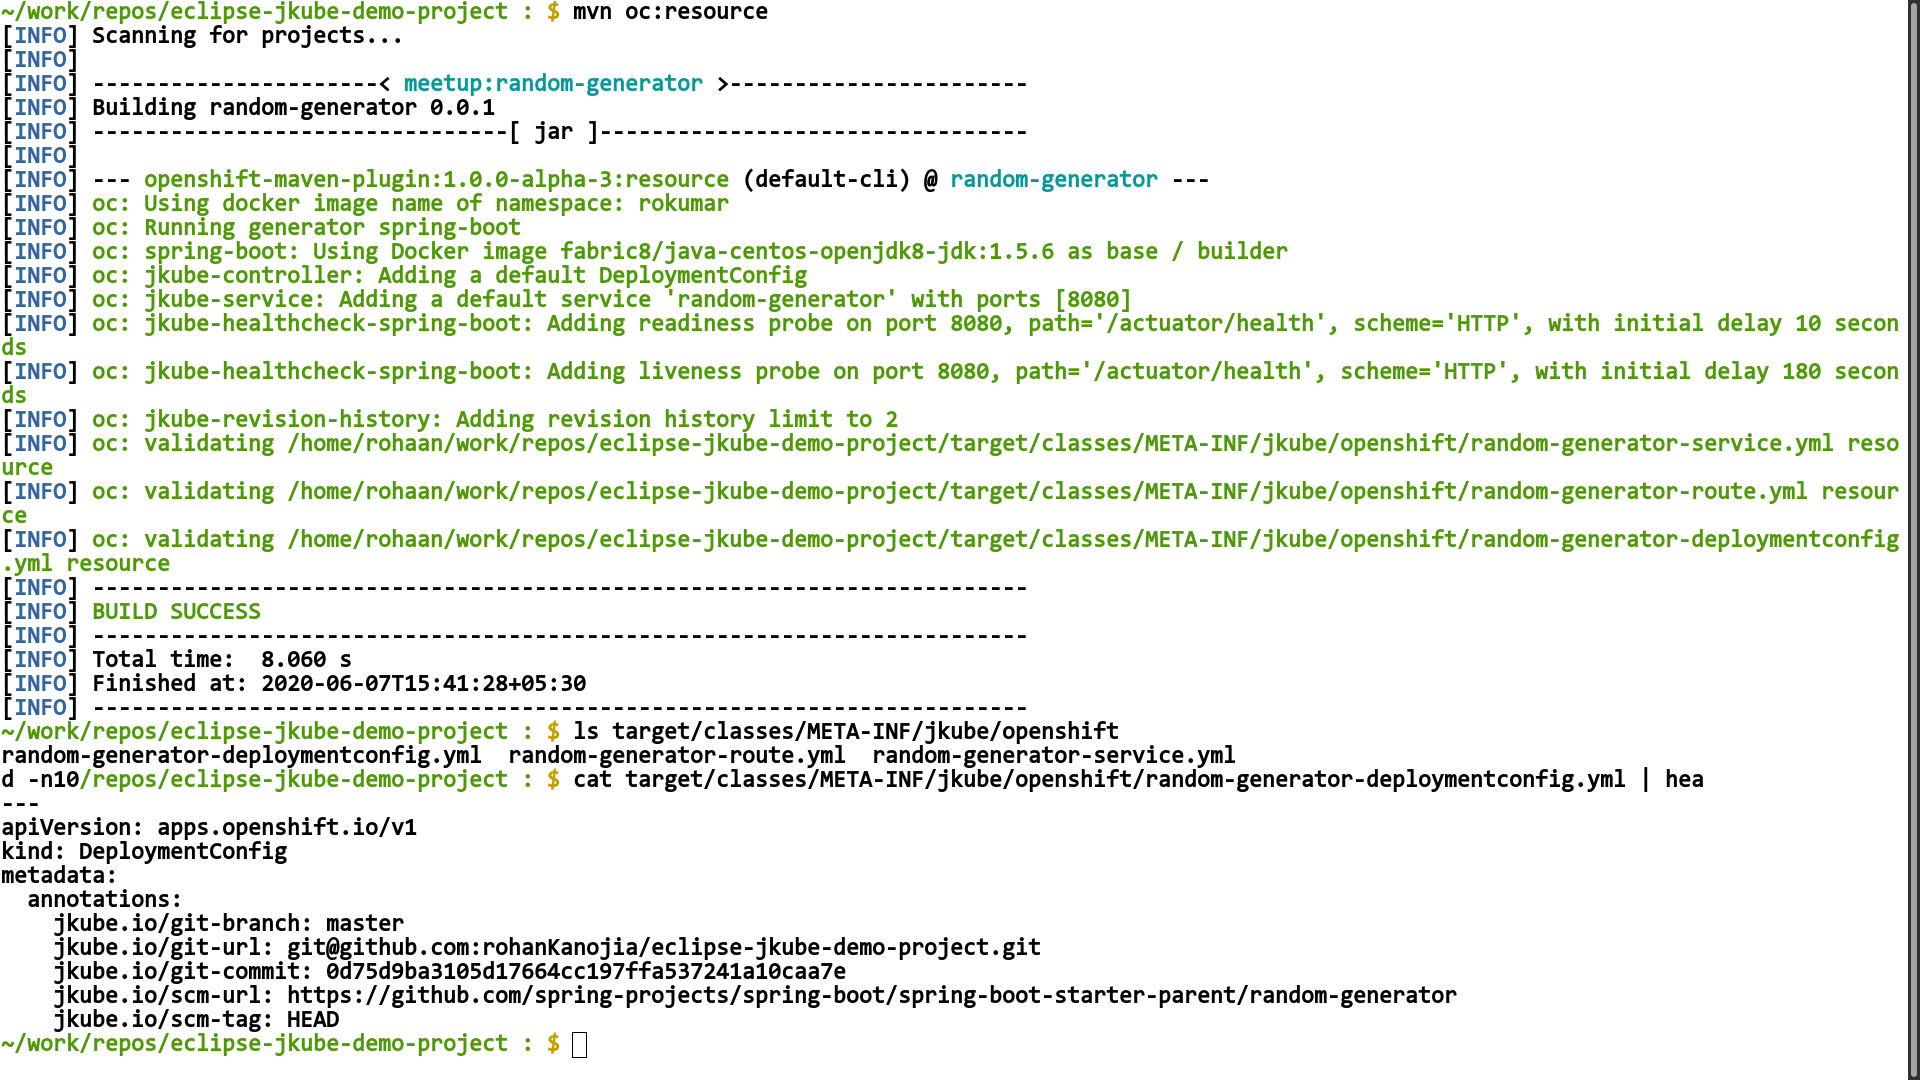 ~/work/repos/eclipse-jkube-demo-project : $ mvn oc:resource
[INFO] Scanning for projects...
[INFO]
[INFO] ----------------------< meetup:random-generator >-----------------------
[INFO] Building random-generator 0.0.1
[INFO] --------------------------------[ jar ]---------------------------------
[INFO]
[INFO] --- openshift-maven-plugin:1.0.0-alpha-3:resource (default-cli) @ random-generator ---
[INFO] oc: Using docker image name of namespace: rokumar
[INFO] oc: Running generator spring-boot
[INFO] oc: spring-boot: Using Docker image fabric8/java-centos-openjdk8-jdk:1.5.6 as base / builder
[INFO] oc: jkube-controller: Adding a default DeploymentConfig
[INFO] oc: jkube-service: Adding a default service 'random-generator' with ports [8080]
[INFO] oc: jkube-healthcheck-spring-boot: Adding readiness probe on port 8080, path='/actuator/health', scheme='HTTP', with initial delay 10 secon
ds
[INFO] oc: jkube-healthcheck-spring-boot: Adding liveness probe on port 8080, path='/actuator/health', scheme='HTTP', with initial delay 180 secon
ds
[INFO] oc: jkube-revision-history: Adding revision history limit to 2
[INFO] oc: validating /home/rohaan/work/repos/eclipse-jkube-demo-project/target/classes/META-INF/jkube/openshift/random-generator-service.yml reso
urce
[INFO] oc: validating /home/rohaan/work/repos/eclipse-jkube-demo-project/target/classes/META-INF/jkube/openshift/random-generator-route.yml resour
ce
[INFO] oc: validating /home/rohaan/work/repos/eclipse-jkube-demo-project/target/classes/META-INF/jkube/openshift/random-generator-deploymentconfig
.yml resource
[INFO] ------------------------------------------------------------------------
[INFO] BUILD SUCCESS
[INFO] ------------------------------------------------------------------------
[INFO] Total time:  8.060 s
[INFO] Finished at: 2020-06-07T15:41:28+05:30
[INFO] ------------------------------------------------------------------------
~/work/repos/eclipse-jkube-demo-project : $ ls target/classes/META-INF/jkube/openshift
random-generator-deploymentconfig.yml  random-generator-route.yml  random-generator-service.yml
d -n10/repos/eclipse-jkube-demo-project : $ cat target/classes/META-INF/jkube/openshift/random-generator-deploymentconfig.yml | hea
---
apiVersion: apps.openshift.io/v1
kind: DeploymentConfig
metadata:
  annotations:
    jkube.io/git-branch: master
    jkube.io/git-url: git@github.com:rohanKanojia/eclipse-jkube-demo-project.git
    jkube.io/git-commit: 0d75d9ba3105d17664cc197ffa537241a10caa7e
    jkube.io/scm-url: https://github.com/spring-projects/spring-boot/spring-boot-starter-parent/random-generator
    jkube.io/scm-tag: HEAD
~/work/repos/eclipse-jkube-demo-project : $